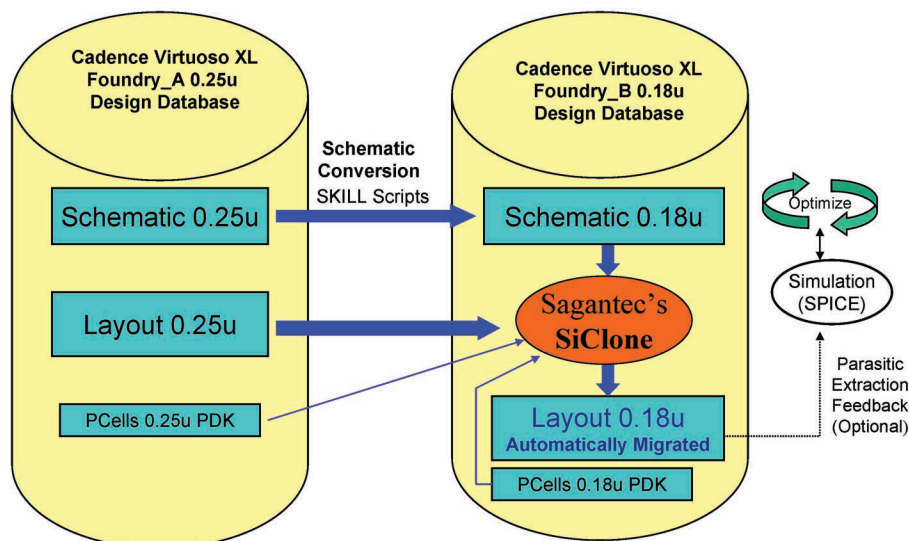 Cadence Virtuoso XL
Foundry_A 0.25u
Design Database
Cadence Virtuoso XL
Foundry_B 0.18u
Design Database
Schematic
Conversion
SKILL Scripts
Schematic 0.25u
Schematic 0.18u
Optimize
Simulation
(SPICE)
Layout 0.25u
Sagantec's
SiClone
Parasitic
Extraction
Feedback
(Optional)
PCells 0.25u PDK
Layout 0.18u
Automatically Migrated
PCells 0.18u PDK